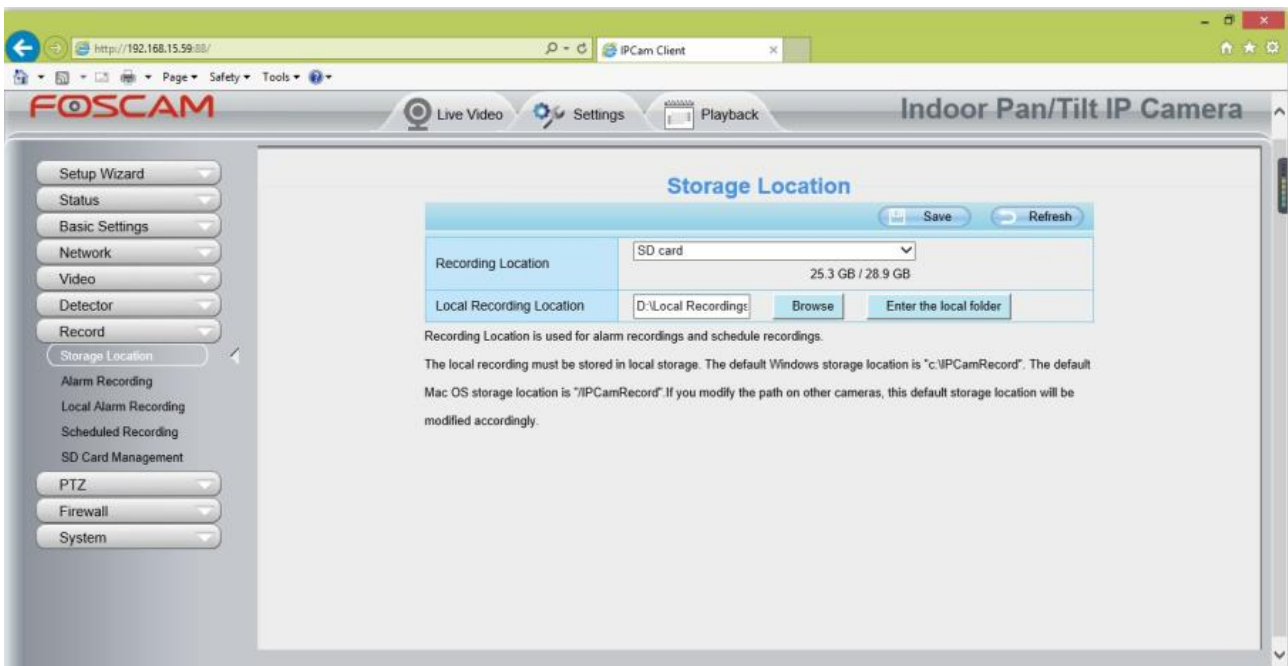 http://192.168.15.59:88/
IPCam Client
Page Safety Tools
FOSCAM
Live Video
Settings
Playback
Indoor Pan/Tilt IP Camera
Setup Wizard
Status
Basic Settings
Network
Video
Detector
Record
Storage Location
Alarm Recording
Local Alarm Recording
Scheduled Recording
SD Card Management
PTZ
Firewall
System
Storage Location
Save Refresh
Recording Location SD card
25.3 GB / 28.9 GB
Local Recording Location D:\Local Recordings Browse Enter the local folder
Recording Location is used for alarm recordings and schedule recordings.
The local recording must be stored in local storage. The default Windows storage location is "c:\IPCamRecord". The default
Mac OS storage location is "/IPCamRecord".If you modify the path on other cameras, this default storage location will be
modified accordingly.